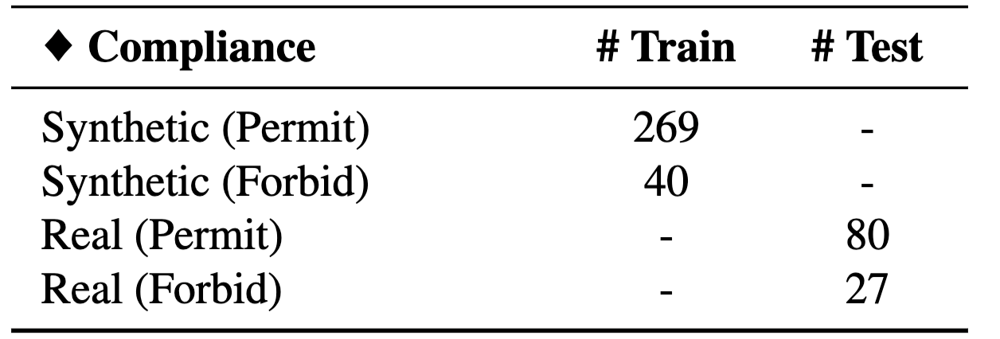 ♦ Compliance # Train # Test
Synthetic (Permit) 269 -
Synthetic (Forbid) 40 -
Real (Permit) - 80
Real (Forbid) - 27